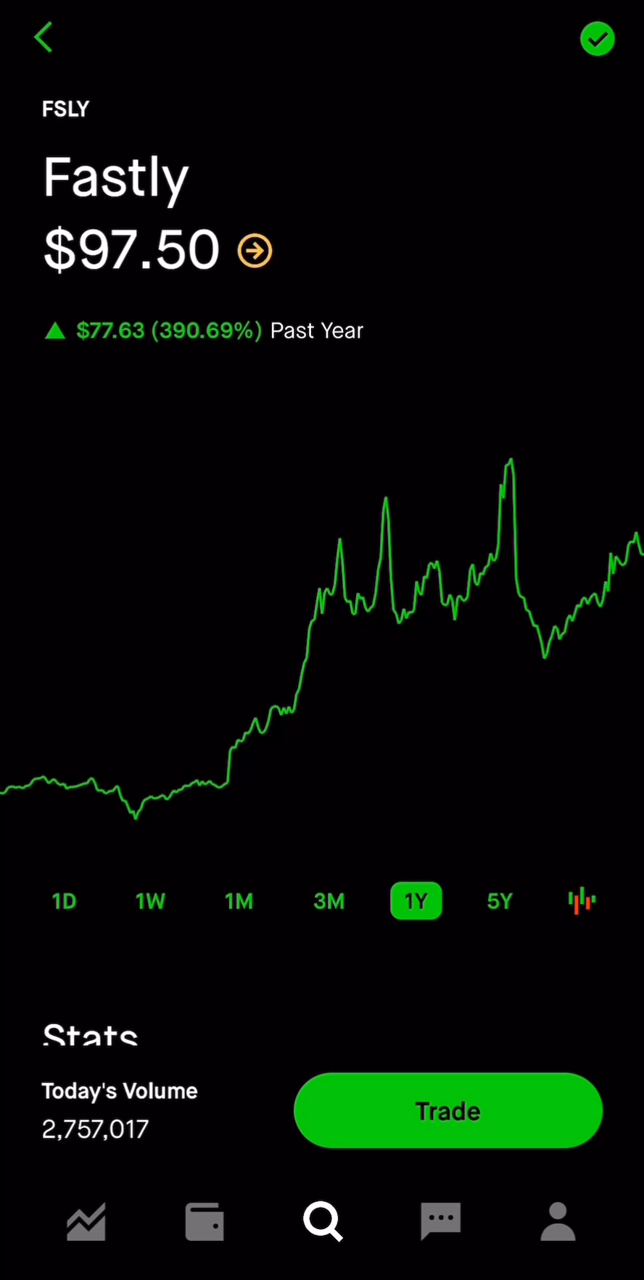 FSLY
Fastly
$97.50
$77.63 (390.69%) Past Year
1D 1W 1M 3M 1Y 5Y
Stats
Today's Volume
2,757,017
Trade